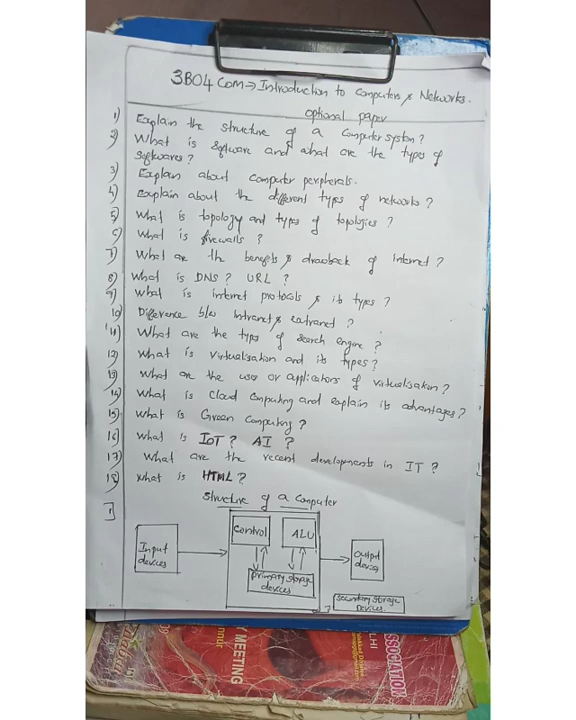 3B04 Com → Introduction to Computers & Networks.
optional paper
1) Explain the structure of a Computer system?
2) What is software and what are the types of
softwares?
3) Explain about computer peripherals.
4) Explain about the different types of networks?
5) What is topology and types of topologies?
6) What is firewalls?
7) What are the benefits & drawback of internet?
8) What is DNS? URL?
9) What is internet protocols & its types?
10) Difference b/w Intranet & extranet?
11) What are the types of search engine?
12) What is virtualisation and its types?
13) What are the uses or applications of virtualisation?
14) What is Cloud Computing and explain its advantages?
15) What is Green Computing?
16) What is IoT? AI?
17) What are the recent developments in IT?
18) What is HTML?
Structure of a Computer
1
Control ALU
Input
devices
Output
devices
primary storage
devices
Secondary storage
Devices.
MEETING
ASSOCIATION